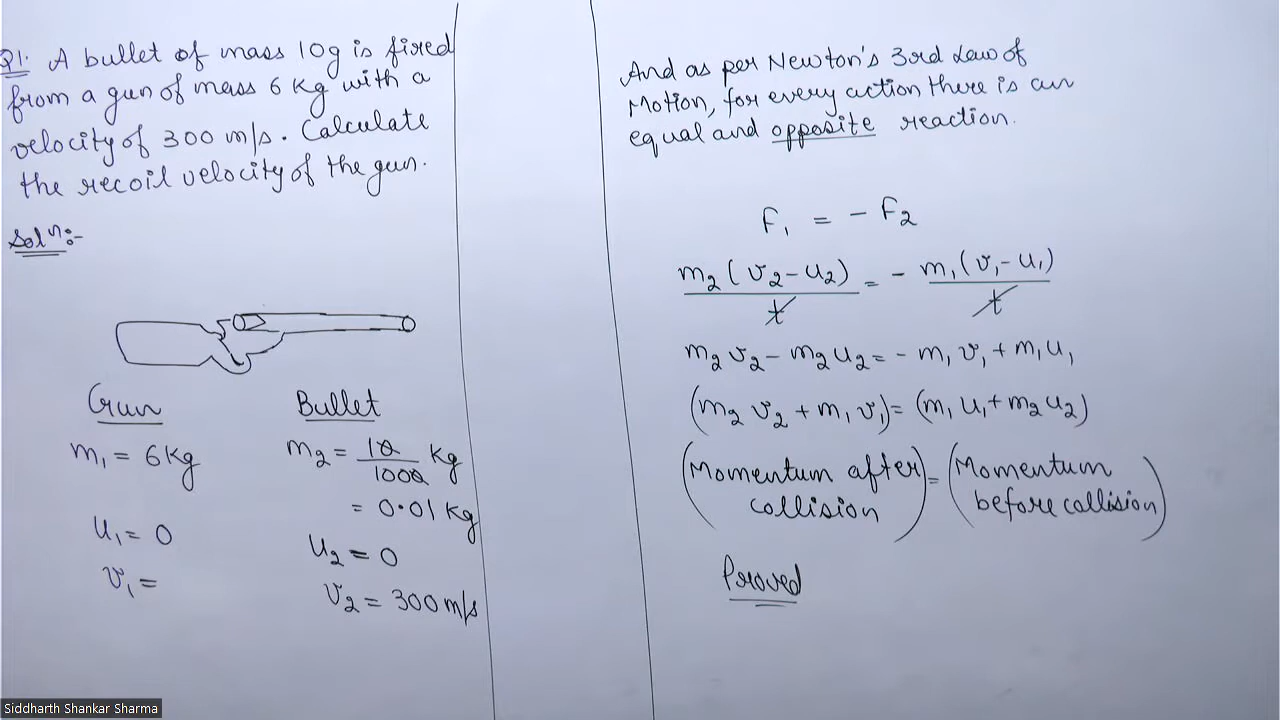 Q1. A bullet of mass 10g is fired
from a gun of mass 6 Kg with a
velocity of 300 m/s. Calculate
the recoil velocity of the gun.
Solⁿ:-
Gun
m₁ = 6 kg
u₁ = 0
v₁ =
Bullet
m₂ = 10/1000 kg
= 0.01 kg
u₂ = 0
v₂ = 300 m/s
And as per Newton's 3rd Law of
Motion, for every action there is an
equal and opposite reaction.
F₁ = - F₂
m₂(v₂-u₂)/t = - m₁(v₁-u₁)/t
m₂v₂ - m₂u₂ = - m₁v₁ + m₁u₁
(m₂v₂ + m₁v₁) = (m₁u₁ + m₂u₂)
(Momentum after collision) = (Momentum before collision)
Proved
Siddharth Shankar Sharma